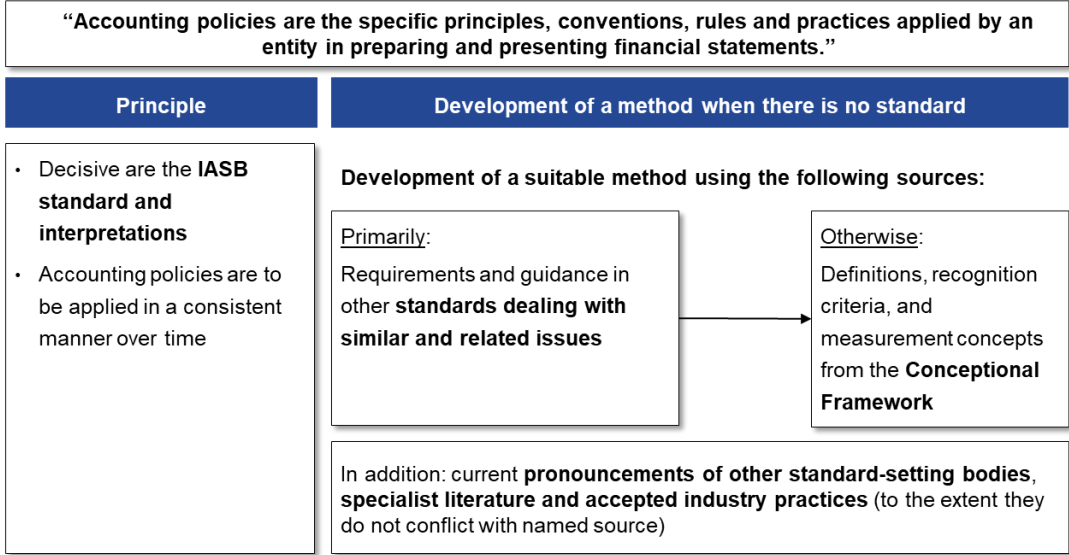 “Accounting policies are the specific principles, conventions, rules and practices applied by an
entity in preparing and presenting financial statements.”
Principle
• Decisive are the IASB
standard and
interpretations
• Accounting policies are to
be applied in a consistent
manner over time
Development of a method when there is no standard
Development of a suitable method using the following sources:
Primarily:
Requirements and guidance in
other standards dealing with
similar and related issues
Otherwise:
Definitions, recognition
criteria, and
measurement concepts
from the Conceptional
Framework
In addition: current pronouncements of other standard-setting bodies,
specialist literature and accepted industry practices (to the extent they
do not conflict with named source)